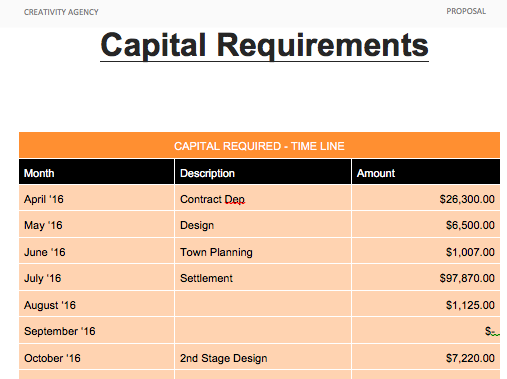 CREATIVITY AGENCY PROPOSAL
Capital Requirements
CAPITAL REQUIRED - TIME LINE
Month Description Amount
April '16 Contract Dep $26,300.00
May '16 Design $6,500.00
June '16 Town Planning $1,007.00
July '16 Settlement $97,870.00
August '16 $1,125.00
September '16 $-
October '16 2nd Stage Design $7,220.00